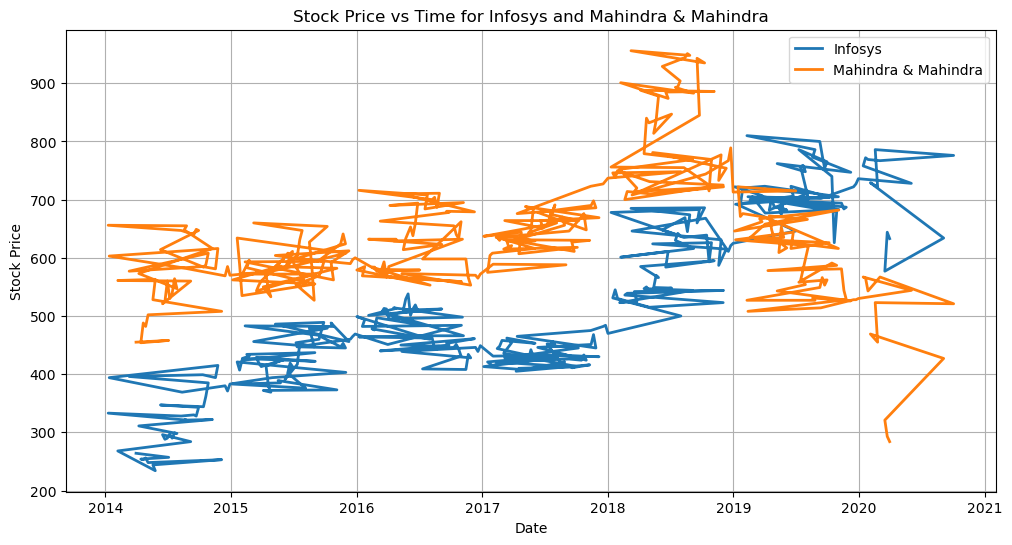 Stock Price vs Time for Infosys and Mahindra & Mahindra
Infosys
Mahindra & Mahindra
900
800
700
600
500
400
300
200
Stock Price
2014 2015 2016 2017 2018 2019 2020 2021
Date